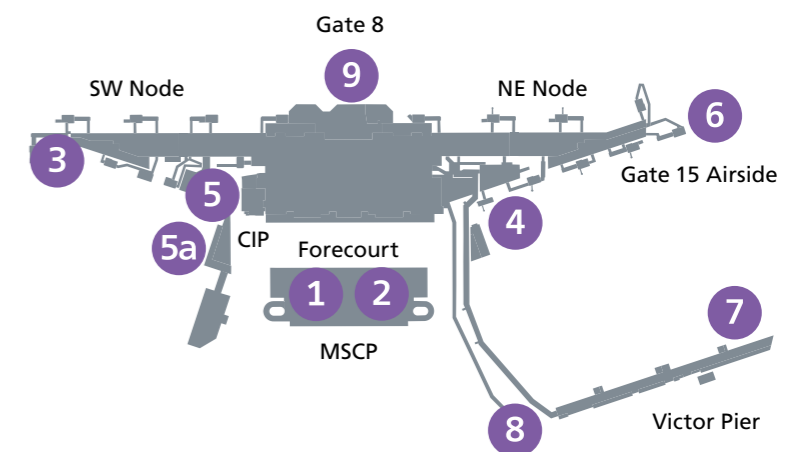 Gate 8
9
SW Node
NE Node
6
3
Gate 15 Airside
5
4
5a
CIP
Forecourt
1
2
7
MSCP
8
Victor Pier